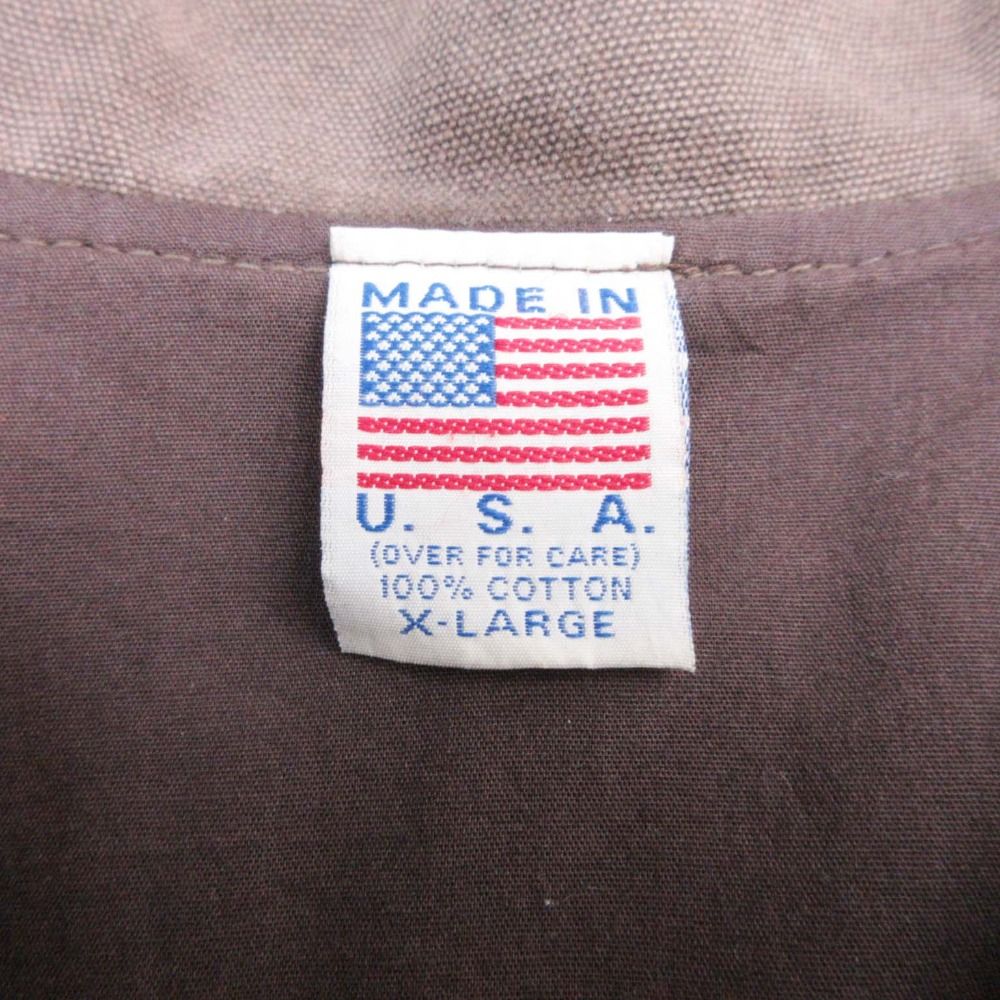 MADE IN
U. S. A.
(OVER FOR CARE)
100% COTTON
X-LARGE